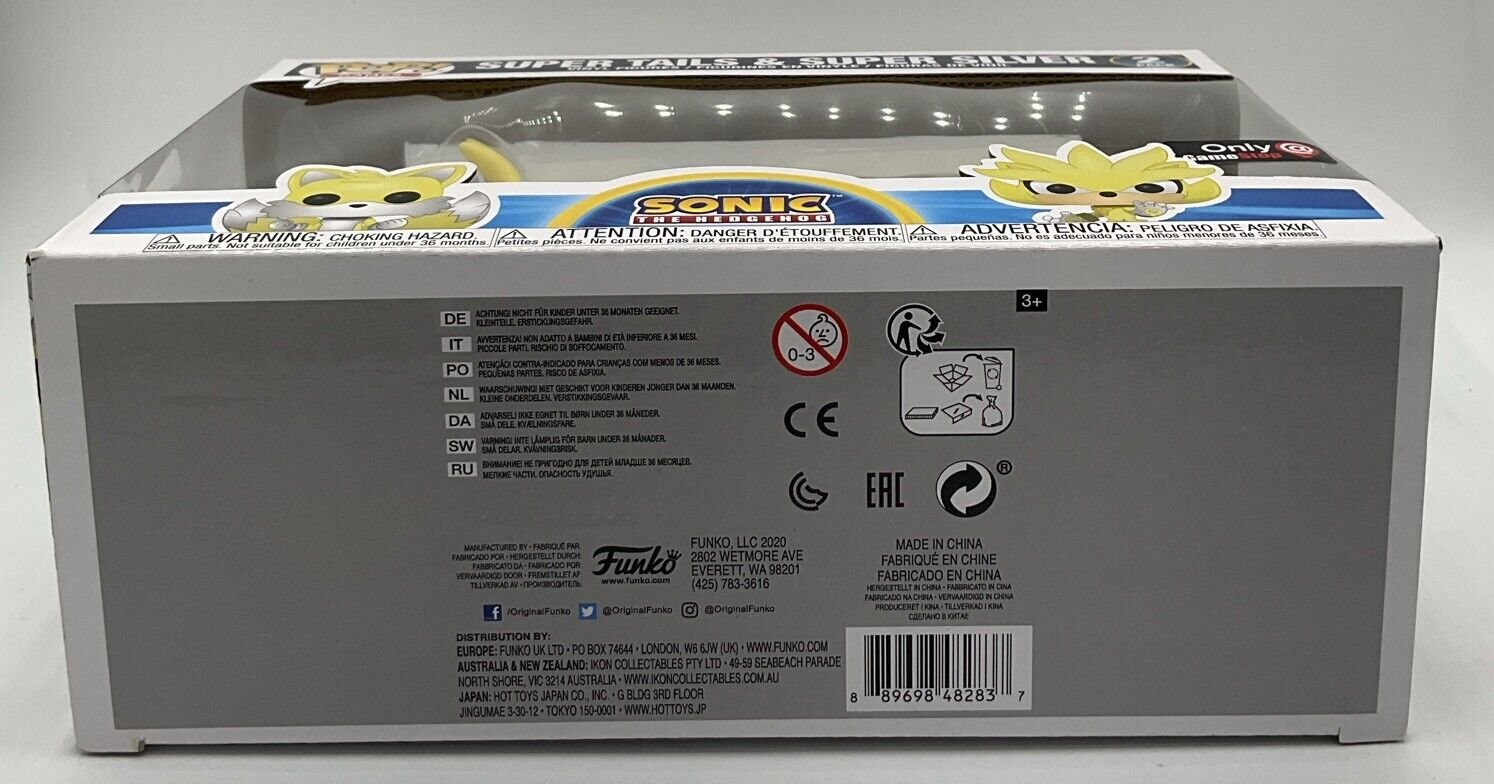 POP!
SUPER TAILS & SUPER SILVER
2
VINYL FIGURES / FIGURINES EN VINYLE / FIGURAS DE VINIL
Only
GameStop
SONIC™
THE HEDGEHOG
WARNING: CHOKING HAZARD.
Small parts. Not suitable for children under 36 months.
ATTENTION: DANGER D'ÉTOUFFEMENT.
Petites pièces. Ne convient pas aux enfants de moins de 36 mois.
ADVERTENCIA: PELIGRO DE ASFIXIA.
Partes pequeñas. No es adecuado para niños menores de 36 meses.
3+
DE ACHTUNG! NICHT FÜR KINDER UNTER 36 MONATEN GEEIGNET.
KLEINTEILE. ERSTICKUNGSGEFAHR.
IT AVVERTENZA! NON ADATTO A BAMBINI DI ETÀ INFERIORE A 36 MESI.
PICCOLE PARTI. RISCHIO DI SOFFOCAMENTO.
PO ATENÇÃO! CONTRA-INDICADO PARA CRIANÇAS COM MENOS DE 36 MESES.
PEQUENAS PARTES. RISCO DE ASFIXIA.
NL WAARSCHUWING! NIET GESCHIKT VOOR KINDEREN JONGER DAN 36 MAANDEN.
KLEINE ONDERDELEN. VERSTIKKINGSGEVAAR.
DA ADVARSEL! IKKE EGNET TIL BØRN UNDER 36 MÅNEDER.
SMÅ DELE. KVÆLNINGSFARE.
SW VARNING! INTE LÄMPLIG FÖR BARN UNDER 36 MÅNADER.
SMÅ DELAR. KVÄVNINGSRISK.
RU ВНИМАНИЕ! НЕ ПРИГОДНО ДЛЯ ДЕТЕЙ МЛАДШЕ 36 МЕСЯЦЕВ.
МЕЛКИЕ ЧАСТИ. ОПАСНОСТЬ УДУШЬЯ.
0-3
CE
EAC
®
MANUFACTURED BY • FABRIQUÉ PAR
FABRICADO POR • HERGESTELLT DURCH:
FABBRICATO DA • FABRICADO POR:
VERVAARDIGD DOOR • FREMSTILLET AF
TILLVERKAD AV • ПРОИЗВОДИТЕЛЬ:
Funko
www.funko.com
FUNKO, LLC 2020
2802 WETMORE AVE
EVERETT, WA 98201
(425) 783-3616
MADE IN CHINA
FABRIQUÉ EN CHINE
FABRICADO EN CHINA
HERGESTELLT IN CHINA • FABBRICATO IN CINA
FABRICADO NA CHINA • VERVAARDIGD IN CHINA
PRODUCERET I KINA • TILLVERKAD I KINA
СДЕЛАНО В КИТАЕ
f /OriginalFunko @OriginalFunko @OriginalFunko
DISTRIBUTION BY:
EUROPE: FUNKO UK LTD • PO BOX 74644 • LONDON, W6 6JW (UK) • WWW.FUNKO.COM
AUSTRALIA & NEW ZEALAND: IKON COLLECTABLES PTY LTD • 49-59 SEABEACH PARADE
NORTH SHORE, VIC 3214 AUSTRALIA • WWW.IKONCOLLECTABLES.COM.AU
JAPAN: HOT TOYS JAPAN CO., INC. • G BLDG 3RD FLOOR
JINGUMAE 3-30-12 • TOKYO 150-0001 • WWW.HOTTOYS.JP
8 89698 48283 7